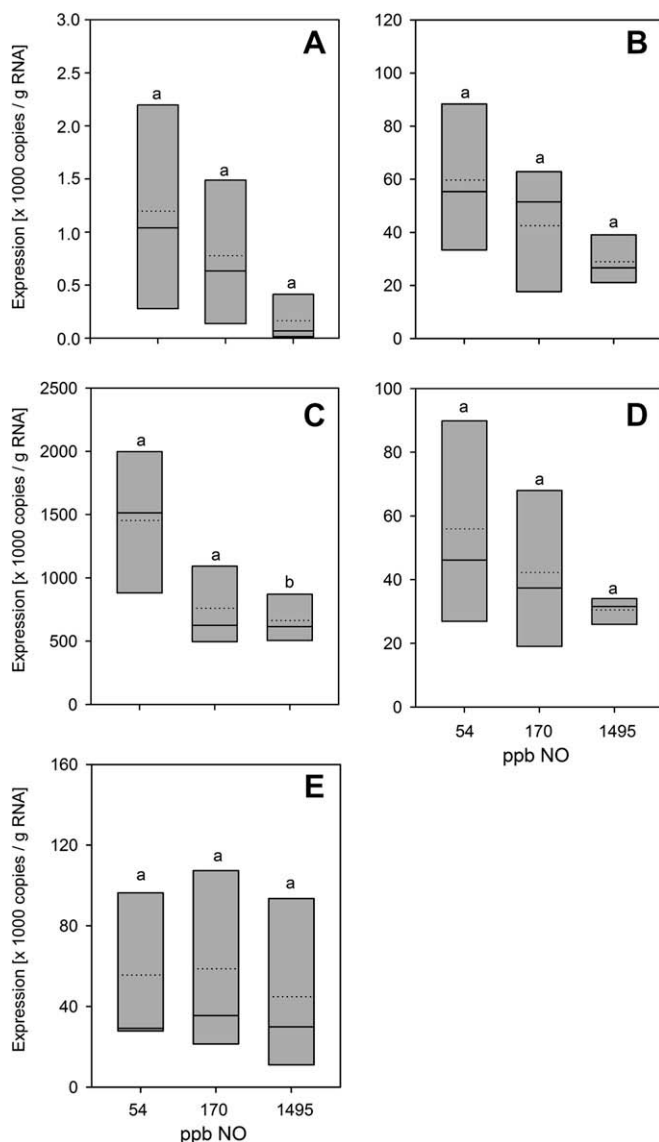 A
Expression [x 1000 copies / g RNA]
3.0
2.5
2.0
1.5
1.0
0.5
0.0
a
a
a
B
120
100
80
60
40
20
0
a
a
a
C
Expression [x 1000 copies / g RNA]
2500
2000
1500
1000
500
0
a
a
b
D
100
80
60
40
20
0
a
a
a
54 170 1495
ppb NO
E
Expression [x 1000 copies / g RNA]
160
120
80
40
0
a
a
a
54 170 1495
ppb NO